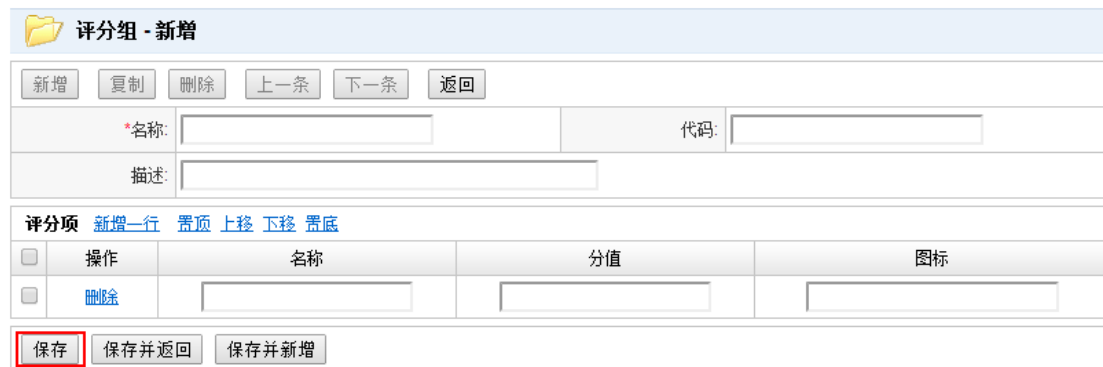 评分组 - 新增
新增 复制 删除 上一条 下一条 返回
*名称: 代码:
描述:
评分项 新增一行 置顶 上移 下移 置底
操作 名称 分值 图标
删除
保存 保存并返回 保存并新增